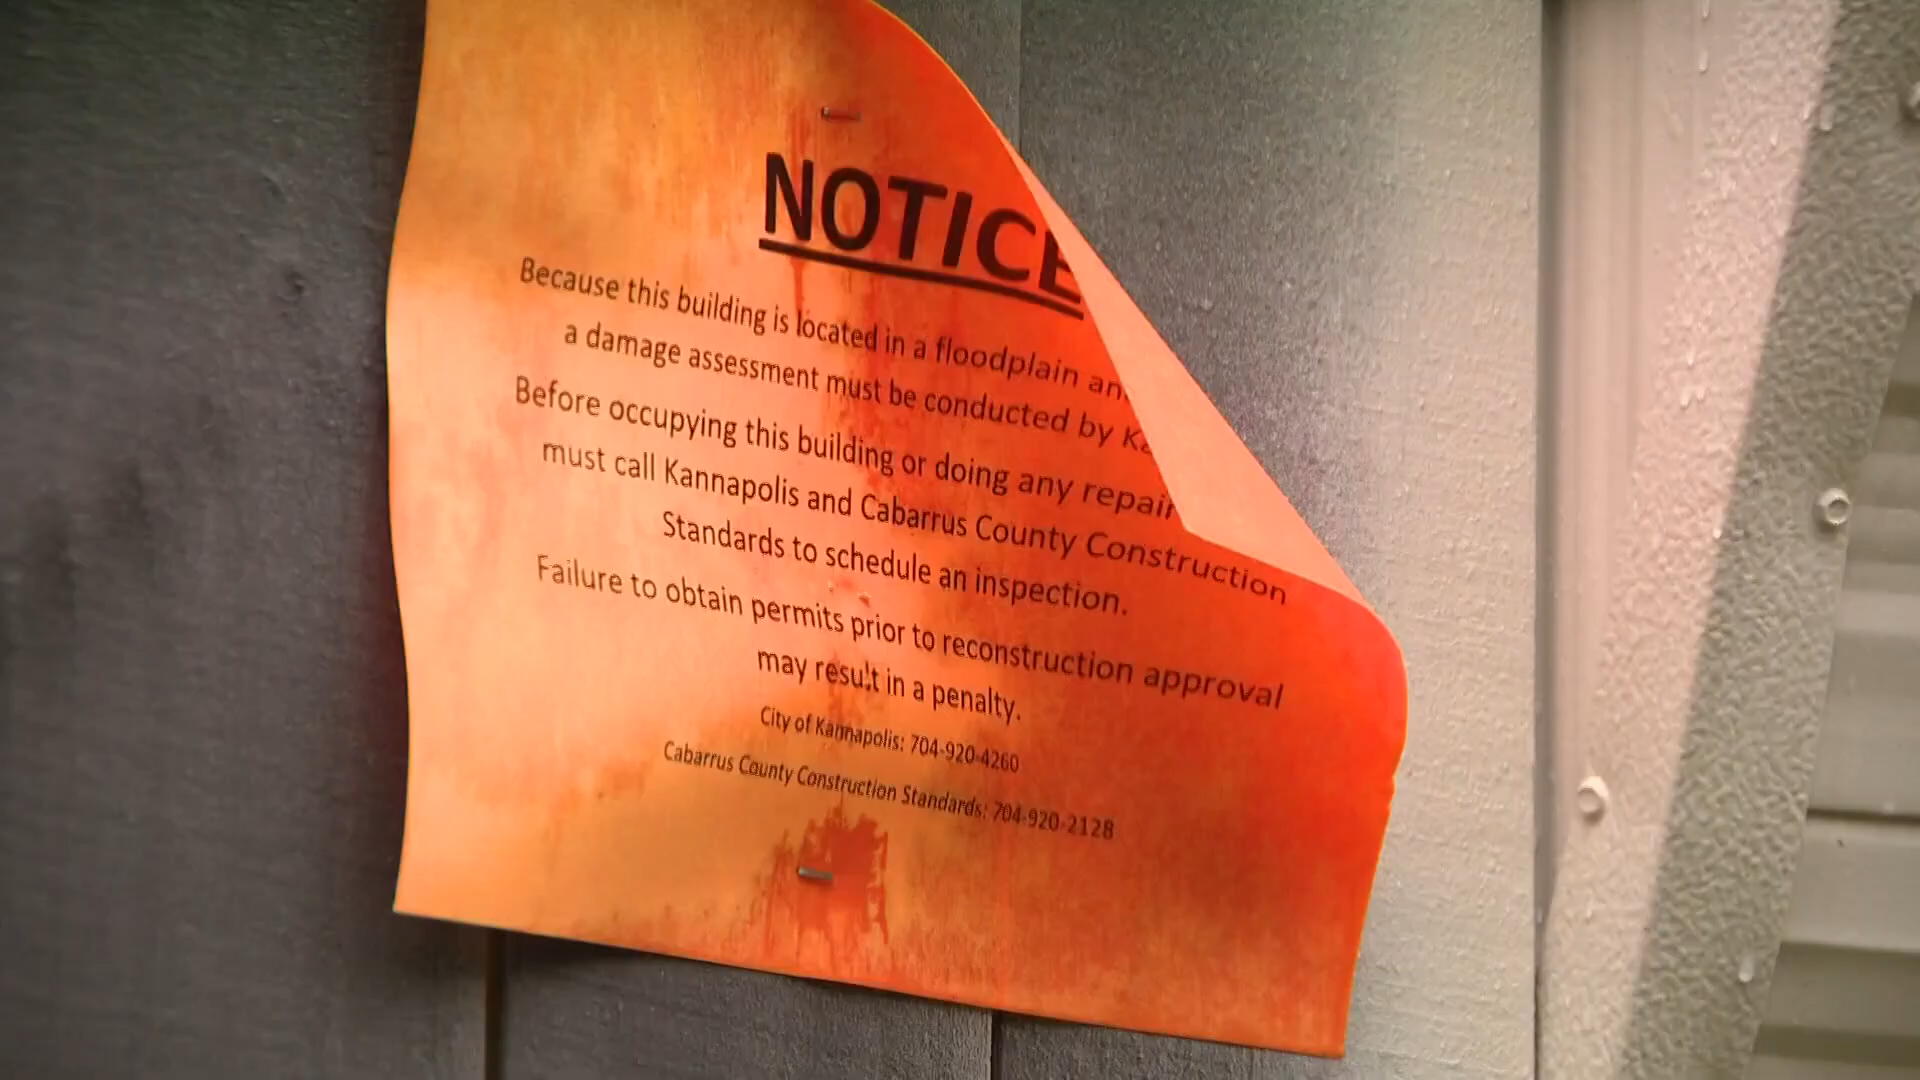 NOTICE
Because this building is located in a floodplain
a damage assessment must be conducted by
Before occupying this building or doing any repair
must call Kannapolis and Cabarrus County Construction
Standards to schedule an inspection.
Failure to obtain permits prior to reconstruction approval
may result in a penalty.
City of Kannapolis: 704-920-4260
Cabarrus County Construction Standards: 704-920-2128